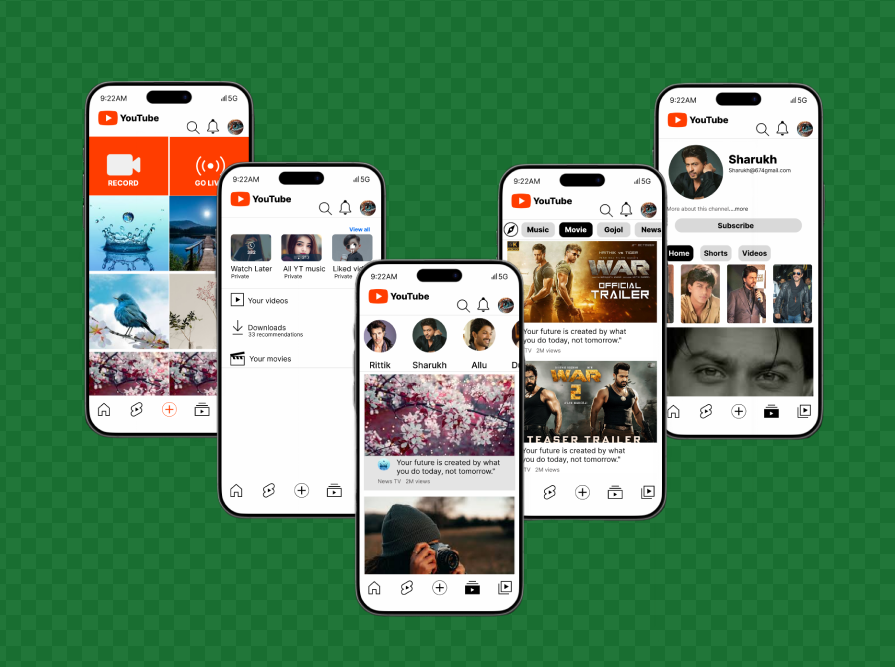 9:22AM
5G
YouTube
RECORD
GO LIV
9:22AM
5G
YouTube
View all
Watch Later
Private
All YT music
Private
Liked vi
Your videos
Downloads
33 recommendations
Your movies
9:22AM
5G
YouTube
Rittik
Sharukh
Allu
D
Your future is created by what
you do today, not tomorrow."
News TV 2M views
9:22AM
5G
YouTube
Music
Movie
Gojol
News
HRITHIK vs TIGER
WAR
OFFICIAL
TRAILER
Your future is created by what
you do today, not tomorrow."
TV 2M views
WAR
2
TEASER TRAILER
Your future is created by what
you do today, not tomorrow."
TV 2M views
9:22AM
5G
YouTube
Sharukh
Sharukh@674gmail.com
More about this channel....more
Subscribe
Home
Shorts
Videos